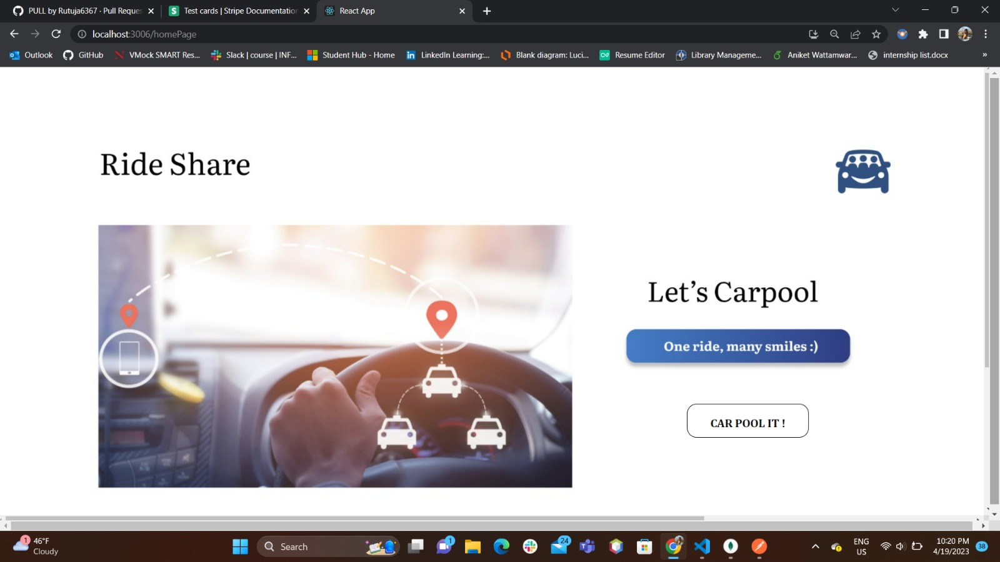 PULL by Rutuja6367 · Pull Reques
Test cards | Stripe Documentation
React App
localhost:3006/homePage
Outlook
GitHub
VMock SMART Res...
Slack | course | INF...
Student Hub - Home
LinkedIn Learning:...
Blank diagram: Luci...
Resume Editor
Library Manageme...
Aniket Wattamwar...
internship list.docx
»
Ride Share
Let's Carpool
One ride, many smiles :)
CAR POOL IT !
1
46°F
Cloudy
Search
1
24
ENG
US
10:20 PM
4/19/2023
38